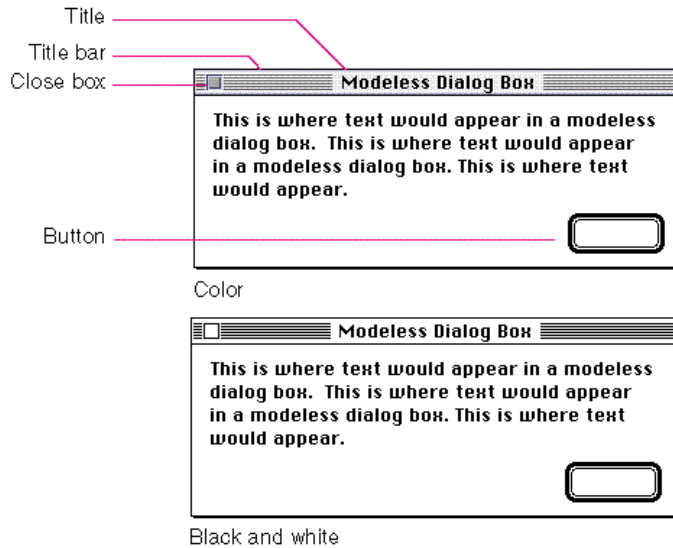 Title
Title bar
Close box
Modeless Dialog Box
This is where text would appear in a modeless
dialog box.  This is where text would appear
in a modeless dialog box. This is where text
would appear.
Button
Color
Modeless Dialog Box
This is where text would appear in a modeless
dialog box.  This is where text would appear
in a modeless dialog box. This is where text
would appear.
Black and white